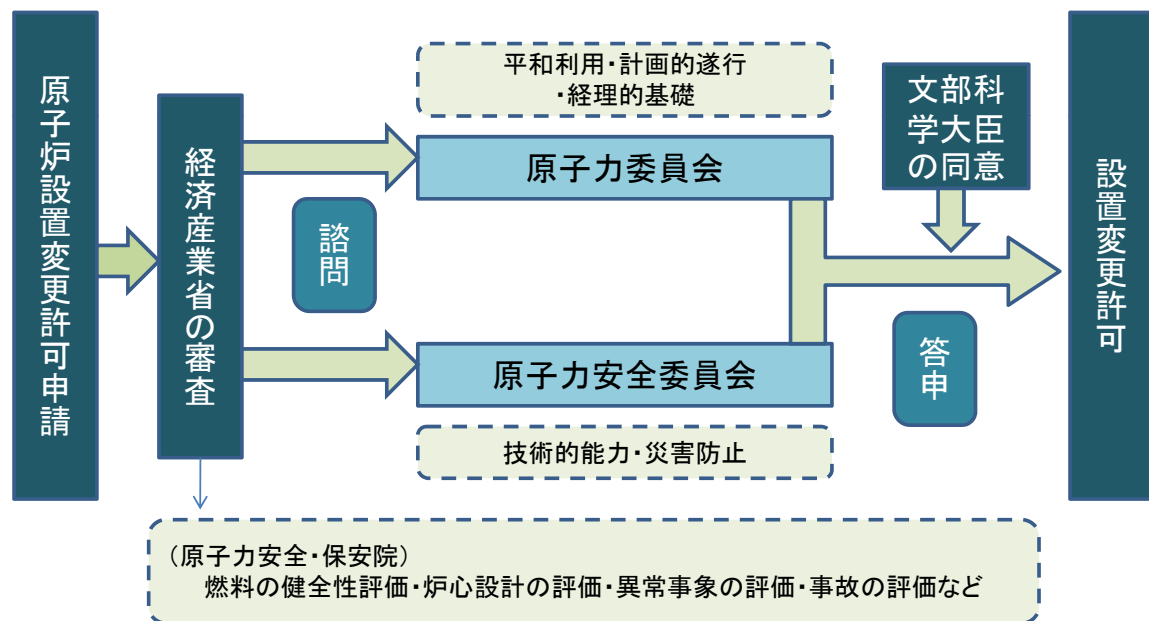 原子炉設置変更許可申請
経済産業省の審査
諮問
平和利用・計画的遂行
・経理的基礎
原子力委員会
原子力安全委員会
技術的能力・災害防止
文部科
学大臣
の同意
答申
設置変更許可
（原子力安全・保安院）
燃料の健全性評価・炉心設計の評価・異常事象の評価・事故の評価など